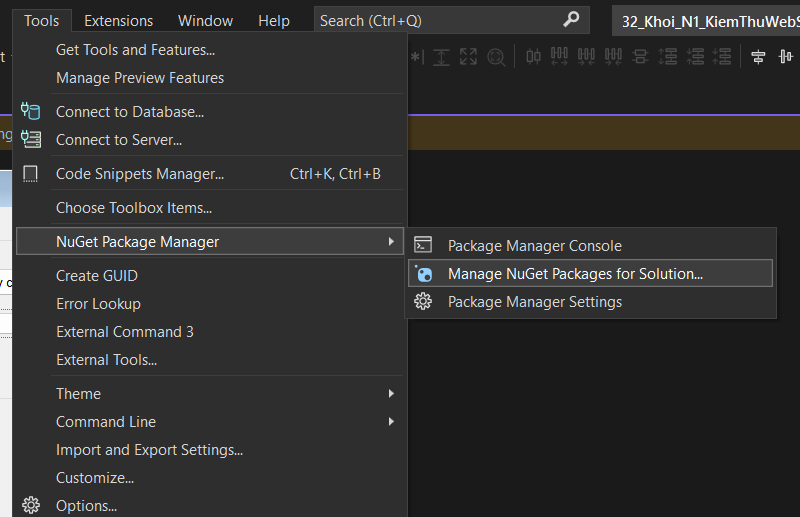 Tools Extensions Window Help Search (Ctrl+Q) 32_Khoi_N1_KiemThuWebS
Get Tools and Features...
Manage Preview Features
Connect to Database...
Connect to Server...
Code Snippets Manager... Ctrl+K, Ctrl+B
Choose Toolbox Items...
NuGet Package Manager
Package Manager Console
Manage NuGet Packages for Solution...
Package Manager Settings
Create GUID
Error Lookup
External Command 3
External Tools...
Theme
Command Line
Import and Export Settings...
Customize...
Options...